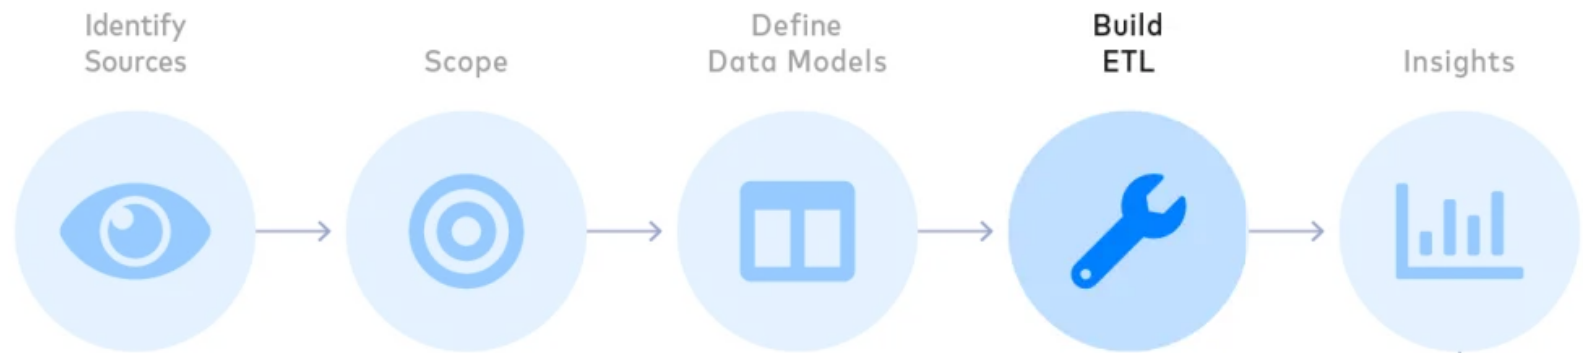 Identify
Sources
Scope
Define
Data Models
Build
ETL
Insights